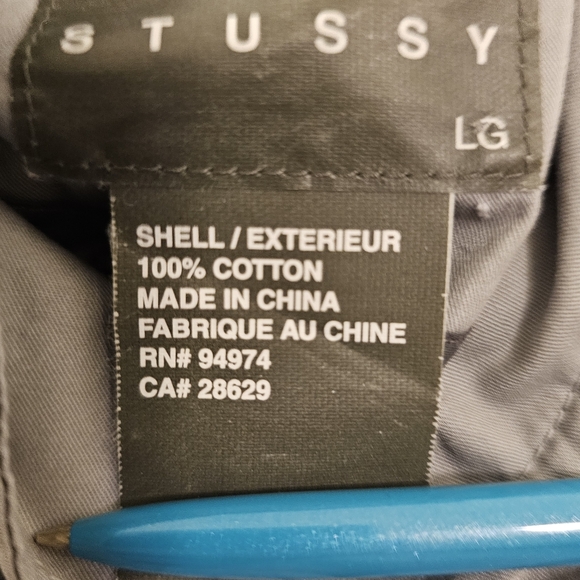 STUSSY
LG
SHELL / EXTERIEUR
100% COTTON
MADE IN CHINA
FABRIQUE AU CHINE
RN# 94974
CA# 28629